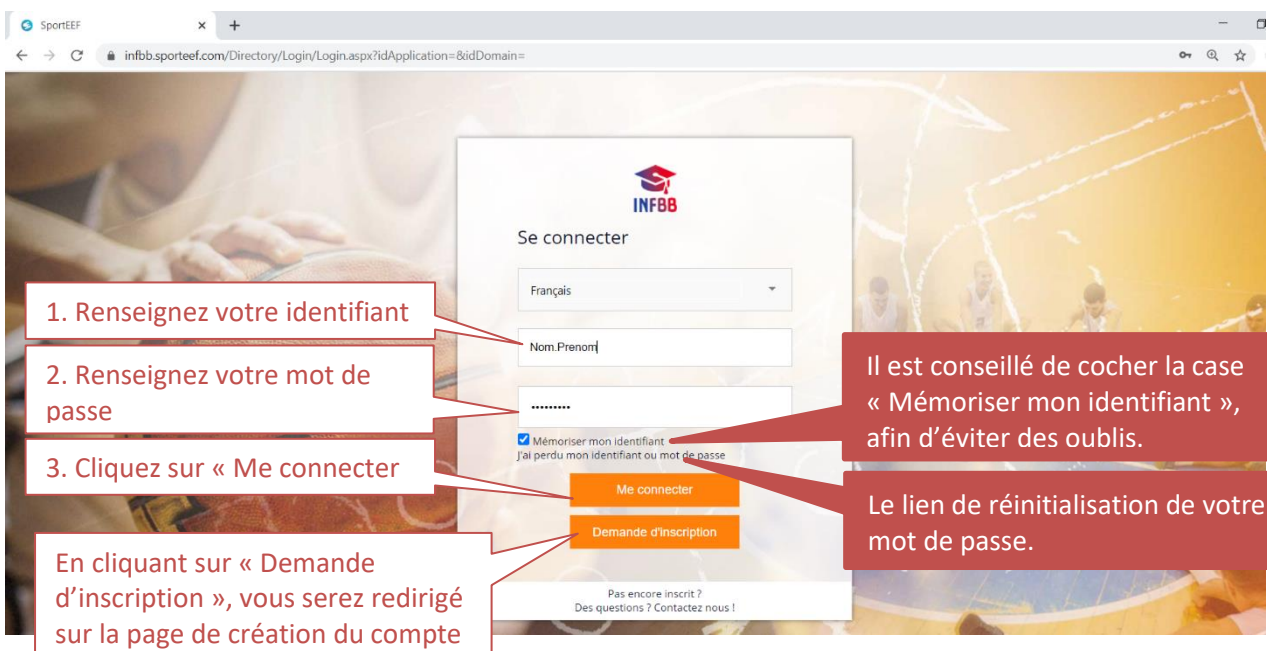 SportEEF
infbb.sporteef.com/Directory/Login/Login.aspx?idApplication=&idDomain=
INFBB
Se connecter
Français
1. Renseignez votre identifiant
Nom.Prenom
2. Renseignez votre mot de
passe
•••••••••
Il est conseillé de cocher la case
« Mémoriser mon identifiant »,
afin d’éviter des oublis.
Mémoriser mon identifiant
J'ai perdu mon identifiant ou mot de passe
3. Cliquez sur « Me connecter
Me connecter
Le lien de réinitialisation de votre
mot de passe.
Demande d'inscription
En cliquant sur « Demande
d’inscription », vous serez redirigé
sur la page de création du compte
Pas encore inscrit ?
Des questions ? Contactez nous !